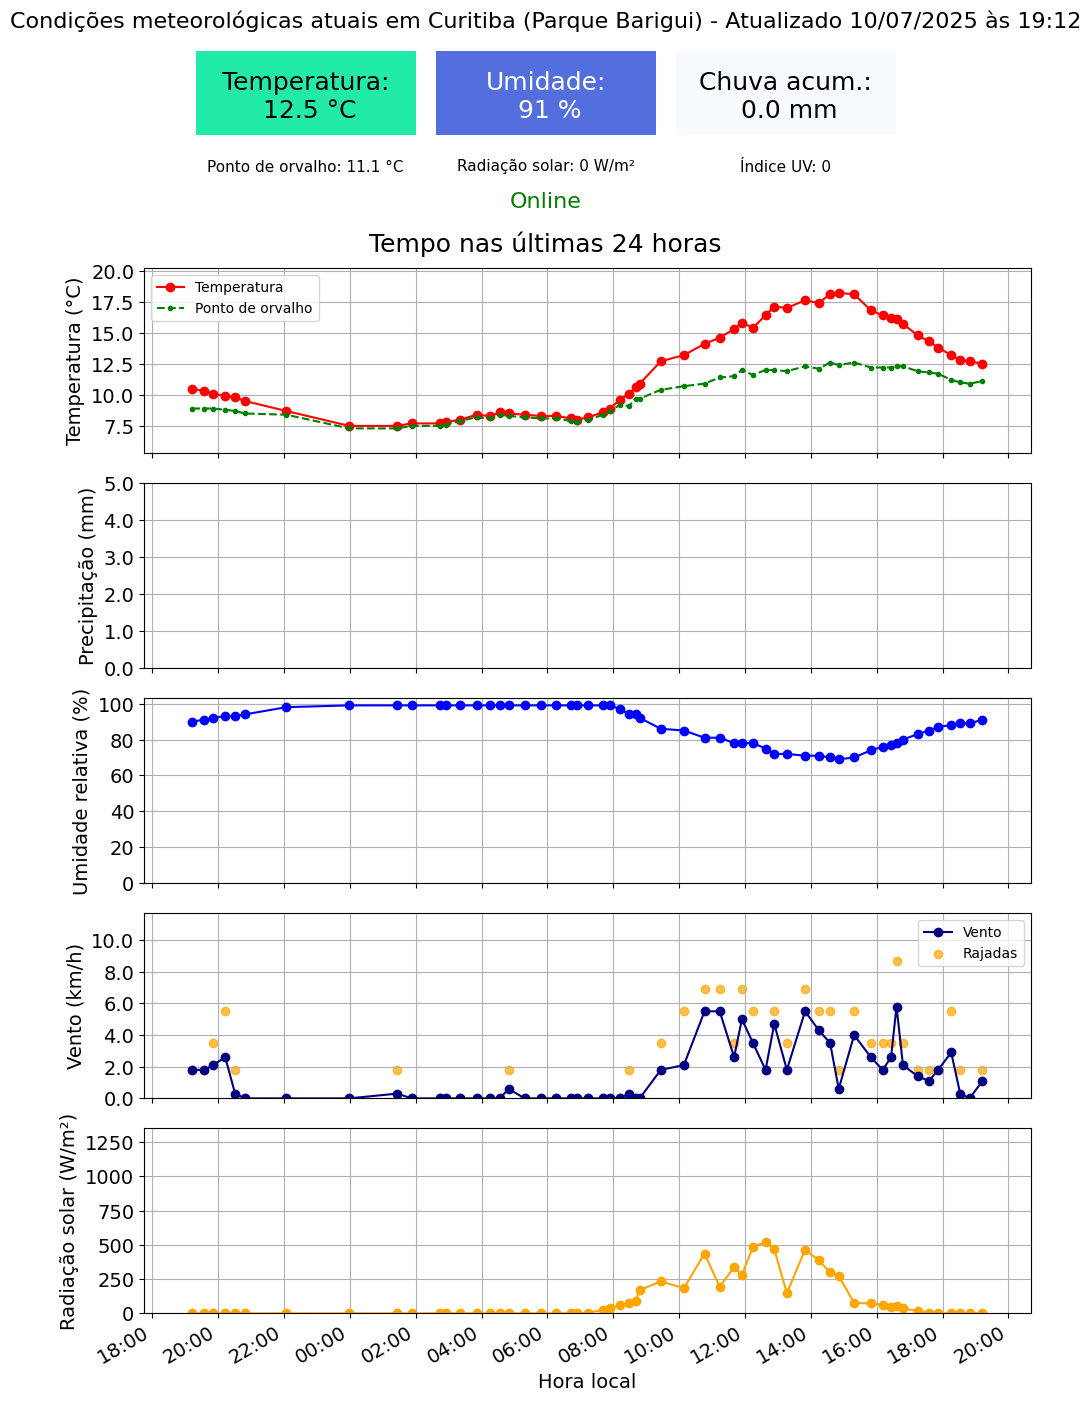 Condições meteorológicas atuais em Curitiba (Parque Barigui) - Atualizado 10/07/2025 às 19:12
Temperatura:
12.5 °C
Umidade:
91 %
Chuva acum.:
0.0 mm
Ponto de orvalho: 11.1 °C
Radiação solar: 0 W/m²
Índice UV: 0
Online
Tempo nas últimas 24 horas
Temperatura (°C)
20.0
17.5
15.0
12.5
10.0
7.5
Temperatura
Ponto de orvalho
Precipitação (mm)
5.0
4.0
3.0
2.0
1.0
0.0
Umidade relativa (%)
100
80
60
40
20
0
Vento (km/h)
10.0
8.0
6.0
4.0
2.0
0.0
Vento
Rajadas
Radiação solar (W/m²)
1250
1000
750
500
250
0
18:00
20:00
22:00
00:00
02:00
04:00
06:00
08:00
10:00
12:00
14:00
16:00
18:00
20:00
Hora local